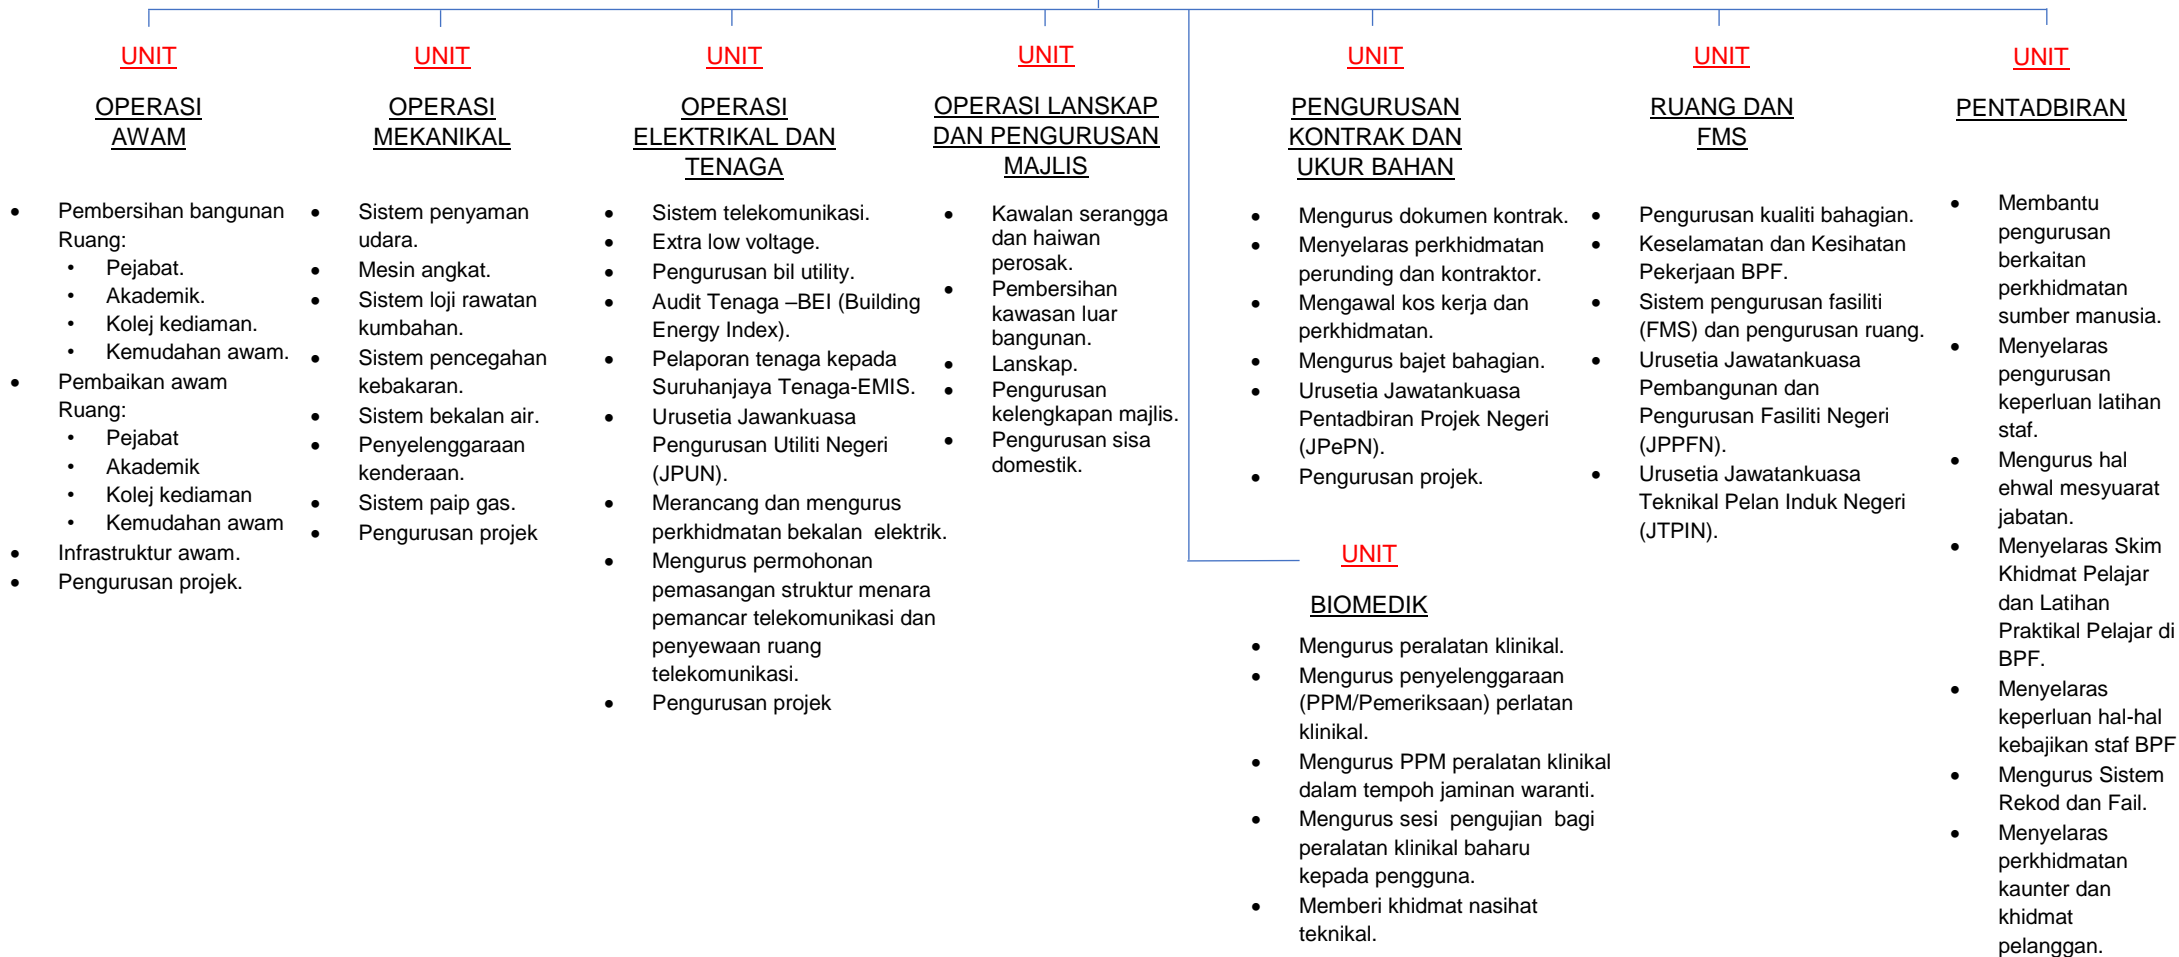 UNIT
OPERASI
AWAM
• Pembersihan bangunan
Ruang:
• Pejabat.
• Akademik.
• Kolej kediaman.
• Kemudahan awam.
• Pembaikan awam
Ruang:
• Pejabat
• Akademik
• Kolej kediaman
• Kemudahan awam
• Infrastruktur awam.
• Pengurusan projek.
UNIT
OPERASI
MEKANIKAL
• Sistem penyaman
udara.
• Mesin angkat.
• Sistem loji rawatan
kumbahan.
• Sistem pencegahan
kebakaran.
• Sistem bekalan air.
• Penyelenggaraan
kenderaan.
• Sistem paip gas.
• Pengurusan projek
UNIT
OPERASI
ELEKTRIKAL DAN
TENAGA
• Sistem telekomunikasi.
• Extra low voltage.
• Pengurusan bil utility.
• Audit Tenaga –BEI (Building
Energy Index).
• Pelaporan tenaga kepada
Suruhanjaya Tenaga-EMIS.
• Urusetia Jawankuasa
Pengurusan Utiliti Negeri
(JPUN).
• Merancang dan mengurus
perkhidmatan bekalan elektrik.
• Mengurus permohonan
pemasangan struktur menara
pemancar telekomunikasi dan
penyewaan ruang
telekomunikasi.
• Pengurusan projek
UNIT
OPERASI LANSKAP
DAN PENGURUSAN
MAJLIS
• Kawalan serangga
dan haiwan
perosak.
• Pembersihan
kawasan luar
bangunan.
• Lanskap.
• Pengurusan
kelengkapan majlis.
• Pengurusan sisa
domestik.
UNIT
PENGURUSAN
KONTRAK DAN
UKUR BAHAN
• Mengurus dokumen kontrak.
• Menyelaras perkhidmatan
perunding dan kontraktor.
• Mengawal kos kerja dan
perkhidmatan.
• Mengurus bajet bahagian.
• Urusetia Jawatankuasa
Pentadbiran Projek Negeri
(JPePN).
• Pengurusan projek.
UNIT
BIOMEDIK
• Mengurus peralatan klinikal.
• Mengurus penyelenggaraan
(PPM/Pemeriksaan) perlatan
klinikal.
• Mengurus PPM peralatan klinikal
dalam tempoh jaminan waranti.
• Mengurus sesi pengujian bagi
peralatan klinikal baharu
kepada pengguna.
• Memberi khidmat nasihat
teknikal.
UNIT
RUANG DAN
FMS
• Pengurusan kualiti bahagian.
• Keselamatan dan Kesihatan
Pekerjaan BPF.
• Sistem pengurusan fasiliti
(FMS) dan pengurusan ruang.
• Urusetia Jawatankuasa
Pembangunan dan
Pengurusan Fasiliti Negeri
(JPPFN).
• Urusetia Jawatankuasa
Teknikal Pelan Induk Negeri
(JTPIN).
UNIT
PENTADBIRAN
• Membantu
pengurusan
berkaitan
perkhidmatan
sumber manusia.
• Menyelaras
pengurusan
keperluan latihan
staf.
• Mengurus hal
ehwal mesyuarat
jabatan.
• Menyelaras Skim
Khidmat Pelajar
dan Latihan
Praktikal Pelajar di
BPF.
• Menyelaras
keperluan hal-hal
kebajikan staf BPF
• Mengurus Sistem
Rekod dan Fail.
• Menyelaras
perkhidmatan
kaunter dan
khidmat
pelanggan.